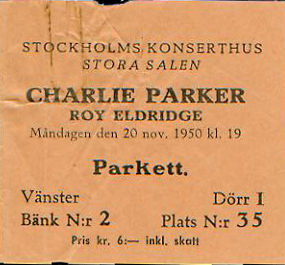 STOCKHOLMS KONSERTHUS
STORA SALEN
CHARLIE PARKER
ROY ELDRIDGE
Måndagen den 20 nov. 1950 kl. 19
Parkett.
Vänster Dörr I
Bänk N:r 2 Plats N:r 35
Pris kr. 6:— inkl. skatt